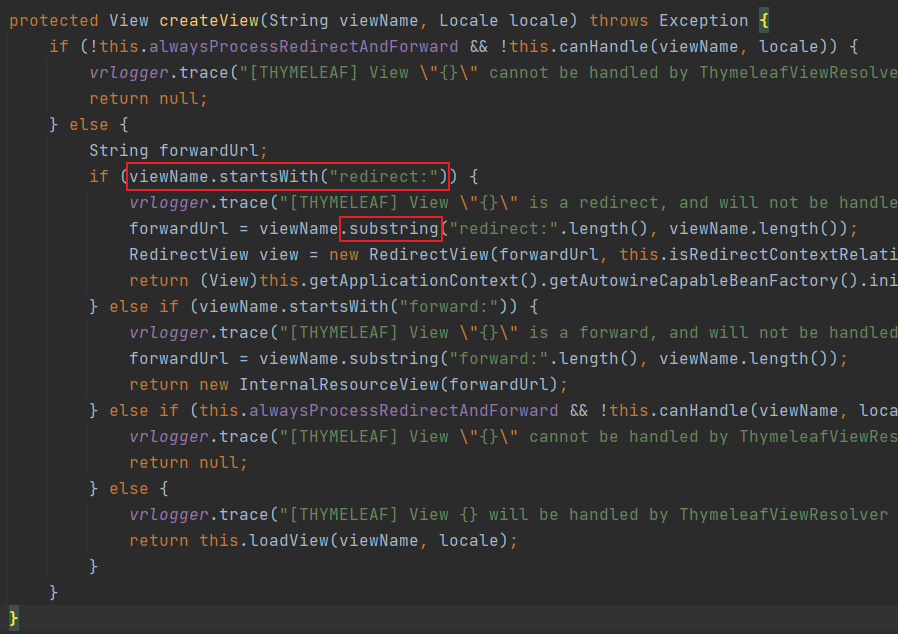 protected View createView(String viewName, Locale locale) throws Exception {
if (!this.alwaysProcessRedirectAndForward && !this.canHandle(viewName, locale)) {
vrlogger.trace("[THYMELEAF] View \"{}\" cannot be handled by ThymeleafViewResolve
return null;
} else {
String forwardUrl;
if (viewName.startsWith("redirect:")) {
vrlogger.trace("[THYMELEAF] View \"{}\" is a redirect, and will not be handle
forwardUrl = viewName.substring("redirect:".length(), viewName.length());
RedirectView view = new RedirectView(forwardUrl, this.isRedirectContextRelati
return (View)this.getApplicationContext().getAutowireCapableBeanFactory().ini
} else if (viewName.startsWith("forward:")) {
vrlogger.trace("[THYMELEAF] View \"{}\" is a forward, and will not be handled
forwardUrl = viewName.substring("forward:".length(), viewName.length());
return new InternalResourceView(forwardUrl);
} else if (this.alwaysProcessRedirectAndForward && !this.canHandle(viewName, loca
vrlogger.trace("[THYMELEAF] View \"{}\" cannot be handled by ThymeleafViewRes
return null;
} else {
vrlogger.trace("[THYMELEAF] View {} will be handled by ThymeleafViewResolver
return this.loadView(viewName, locale);
}
}
}